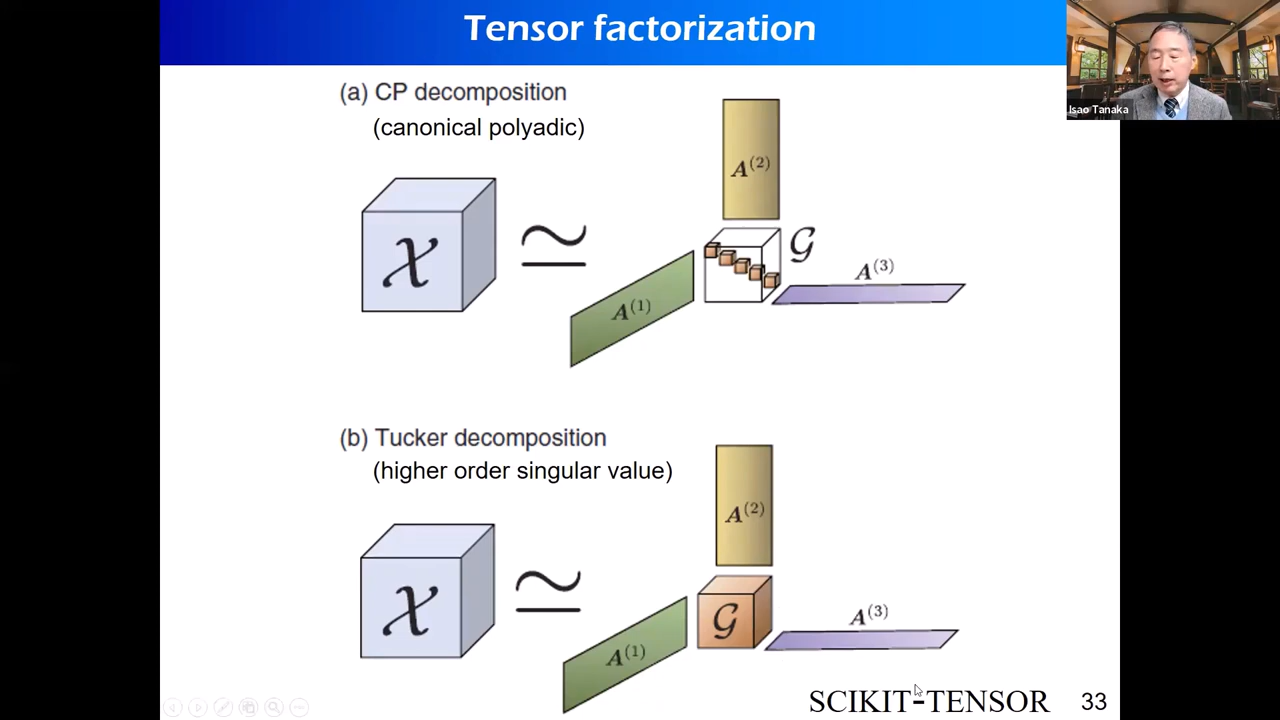 Tensor factorization
Isao Tanaka
(a) CP decomposition
(canonical polyadic)
A(2)
X
≃
G
A(1)
A(3)
(b) Tucker decomposition
(higher order singular value)
A(2)
X
≃
G
A(1)
A(3)
SCIKIT-TENSOR
33